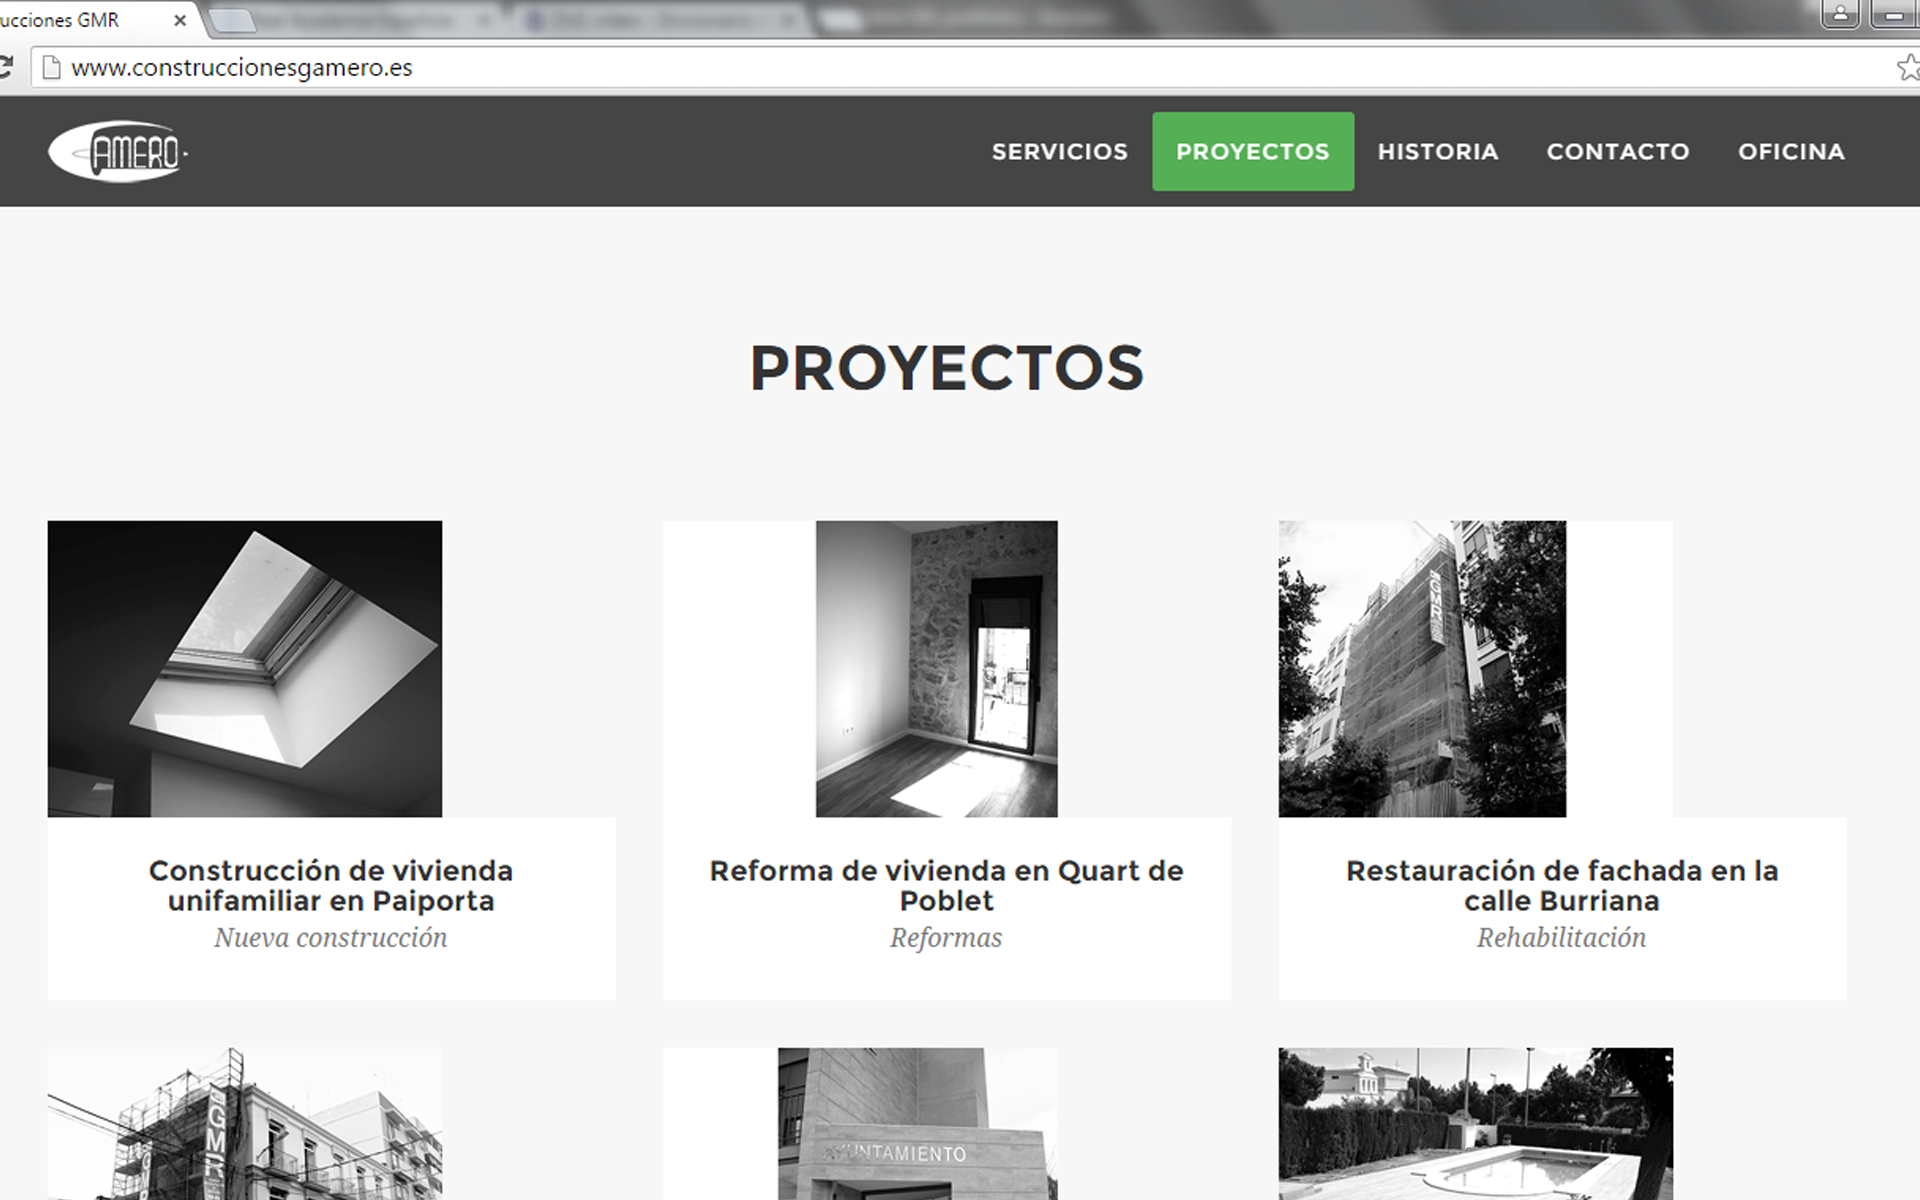 ucciones GMR
www.construccionesgamero.es
GAMERO
SERVICIOS
PROYECTOS
HISTORIA
CONTACTO
OFICINA
PROYECTOS
GMR
Construcción de vivienda
unifamiliar en Paiporta
Nueva construcción
Reforma de vivienda en Quart de
Poblet
Reformas
Restauración de fachada en la
calle Burriana
Rehabilitación
GMR
AYUNTAMIENTO